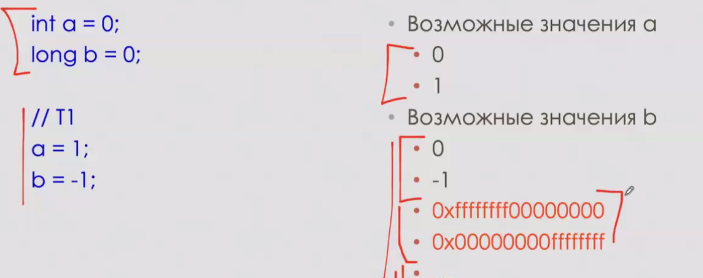 int a = 0;
long b = 0;
// T1
a = 1;
b = -1;
Возможные значения a
0
1
Возможные значения b
0
-1
0xffffffff00000000
0x00000000ffffffff